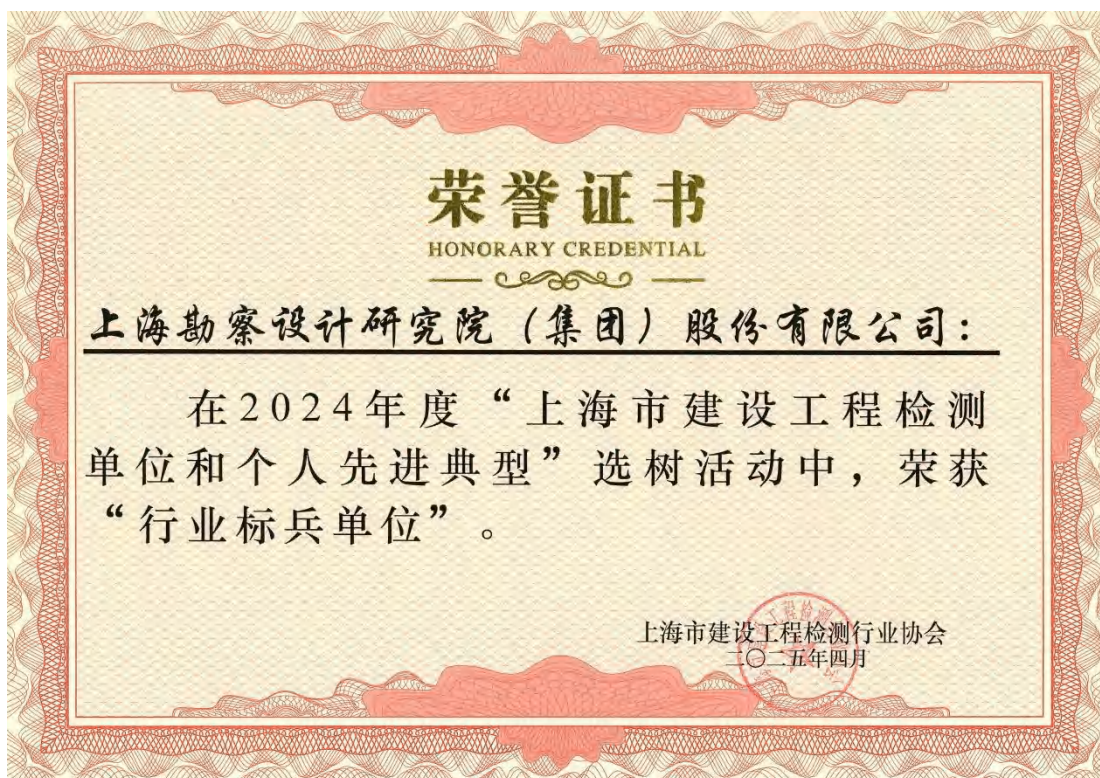 荣誉证书
HONORARY CREDENTIAL
上海勘察设计研究院（集团）股份有限公司：
在2024年度“上海市建设工程检测
单位和个人先进典型”选树活动中，荣获
“行业标兵单位”。
上海市建设工程检测行业协会
二〇二五年四月